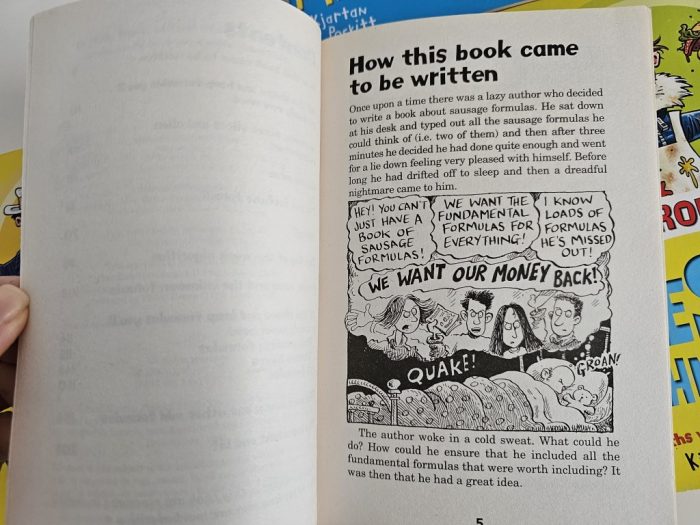 Kjartan
Poskitt
How this book came
to be written
Once upon a time there was a lazy author who decided
to write a book about sausage formulas. He sat down
at his desk and typed out all the sausage formulas he
could think of (i.e. two of them) and then after three
minutes he decided he had done quite enough and went
for a lie down feeling very pleased with himself. Before
long he had drifted off to sleep and then a dreadful
nightmare came to him.
HEY! YOU CAN'T
JUST HAVE A
BOOK OF
SAUSAGE
FORMULAS!
WE WANT THE
FUNDAMENTAL
FORMULAS FOR
EVERYTHING!
I KNOW
LOADS OF
FORMULAS
HE'S MISSED
OUT!
WE WANT OUR MONEY BACK!
QUAKE!
GROAN!
The author woke in a cold sweat. What could he
do? How could he ensure that he included all the
fundamental formulas that were worth including? It
was then that he had a great idea.
5